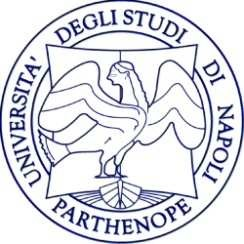 UNIVERSITA' DEGLI STUDI DI NAPOLI
PARTHENOPE